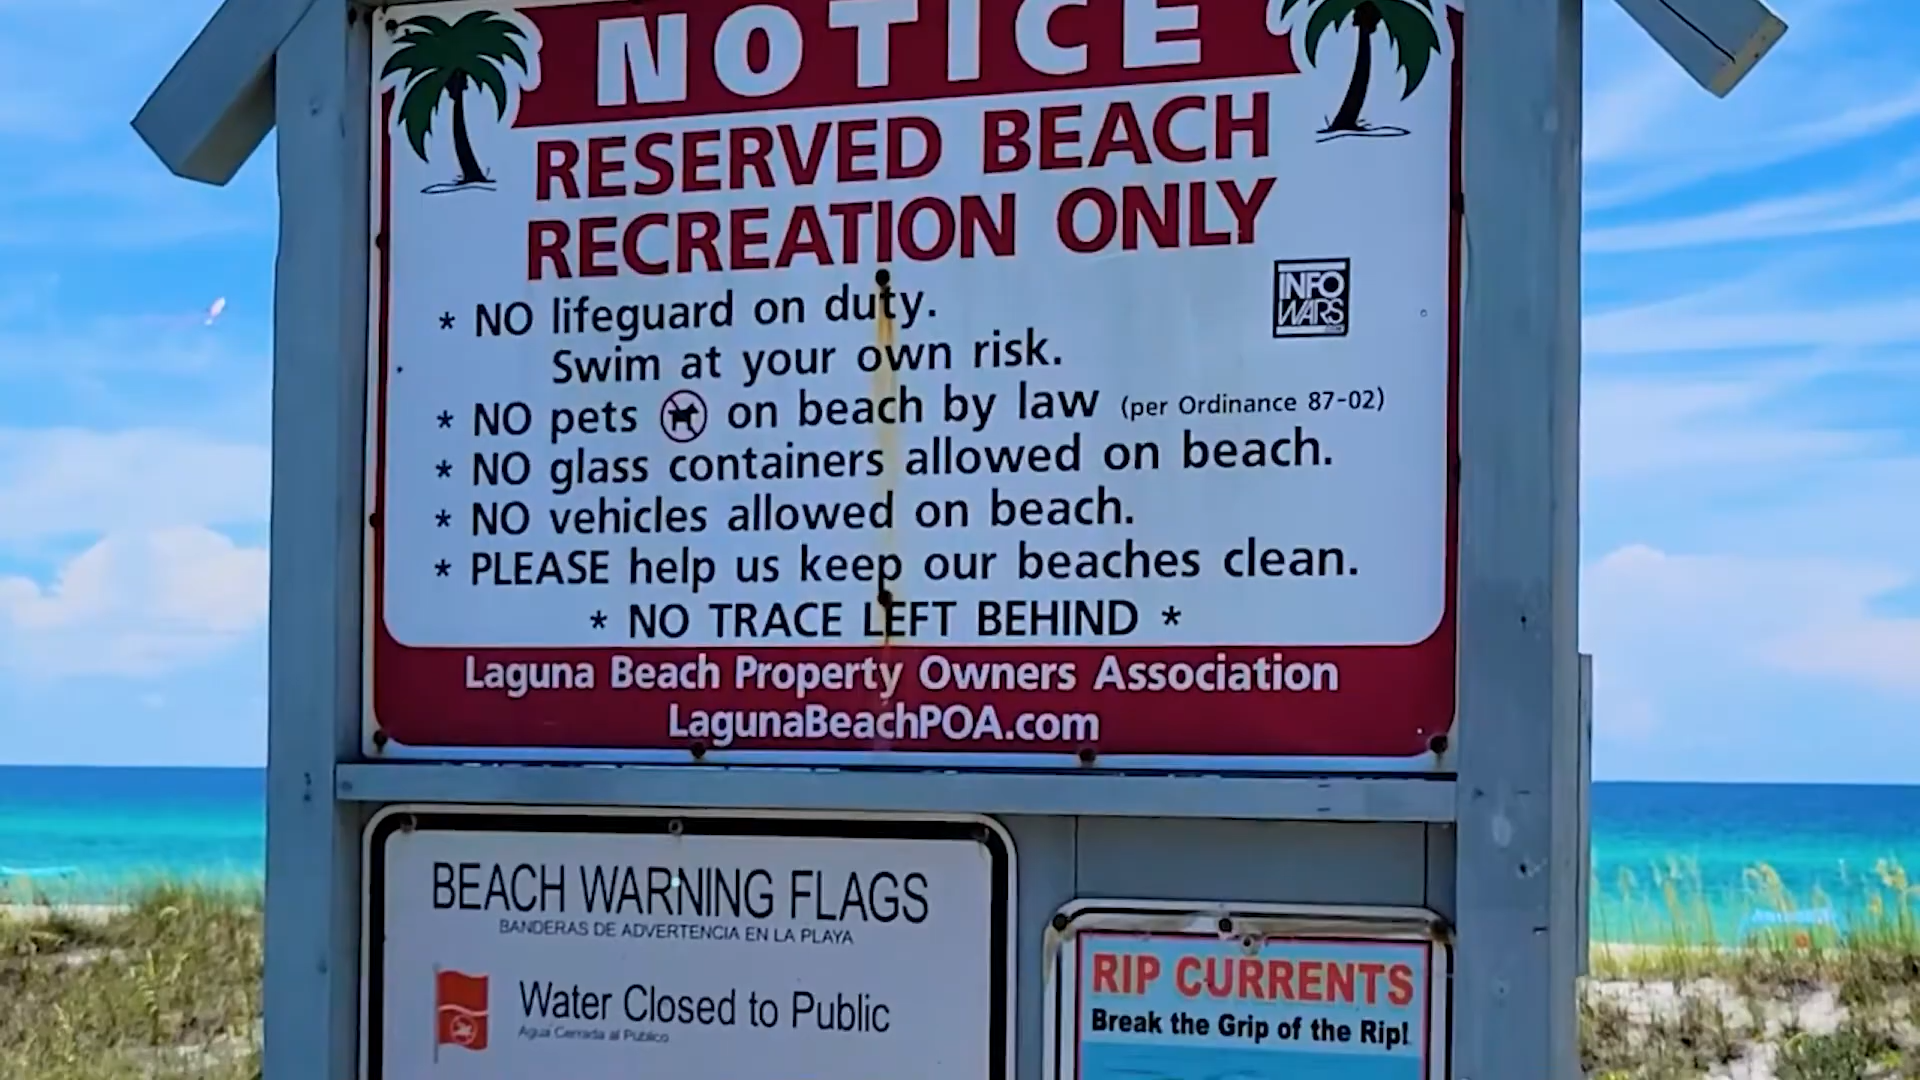 NOTICE
RESERVED BEACH
RECREATION ONLY
* NO lifeguard on duty.
Swim at your own risk.
INFO
WARS
* NO pets on beach by law (per Ordinance 87-02)
* NO glass containers allowed on beach.
* NO vehicles allowed on beach.
* PLEASE help us keep our beaches clean.
* NO TRACE LEFT BEHIND *
Laguna Beach Property Owners Association
LagunaBeachPOA.com
BEACH WARNING FLAGS
BANDERAS DE ADVERTENCIA EN LA PLAYA
Water Closed to Public
Agua Cerrada al Publico
RIP CURRENTS
Break the Grip of the Rip!